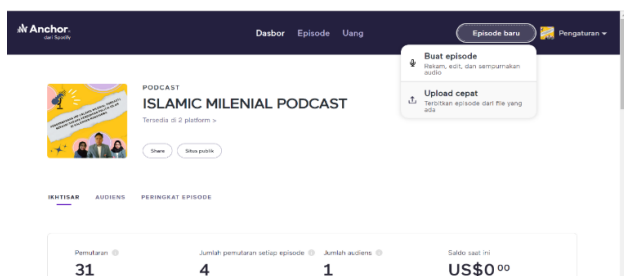 Anchor.
dari Spotify
Dasbor Episode Uang
Episode baru
Pengaturan
Buat episode
Rekam, edit, dan sempurnakan
audio
Upload cepat
Terbitkan episode dari file yang
ada
PODCAST
ISLAMIC MILENIAL PODCAST
Tersedia di 2 platform >
Share
Situs publik
IKHTISAR AUDIENS PERINGKAT EPISODE
Pemutaran
31
Jumlah pemutaran setiap episode
4
Jumlah audiens
1
Saldo saat ini
US$0 00